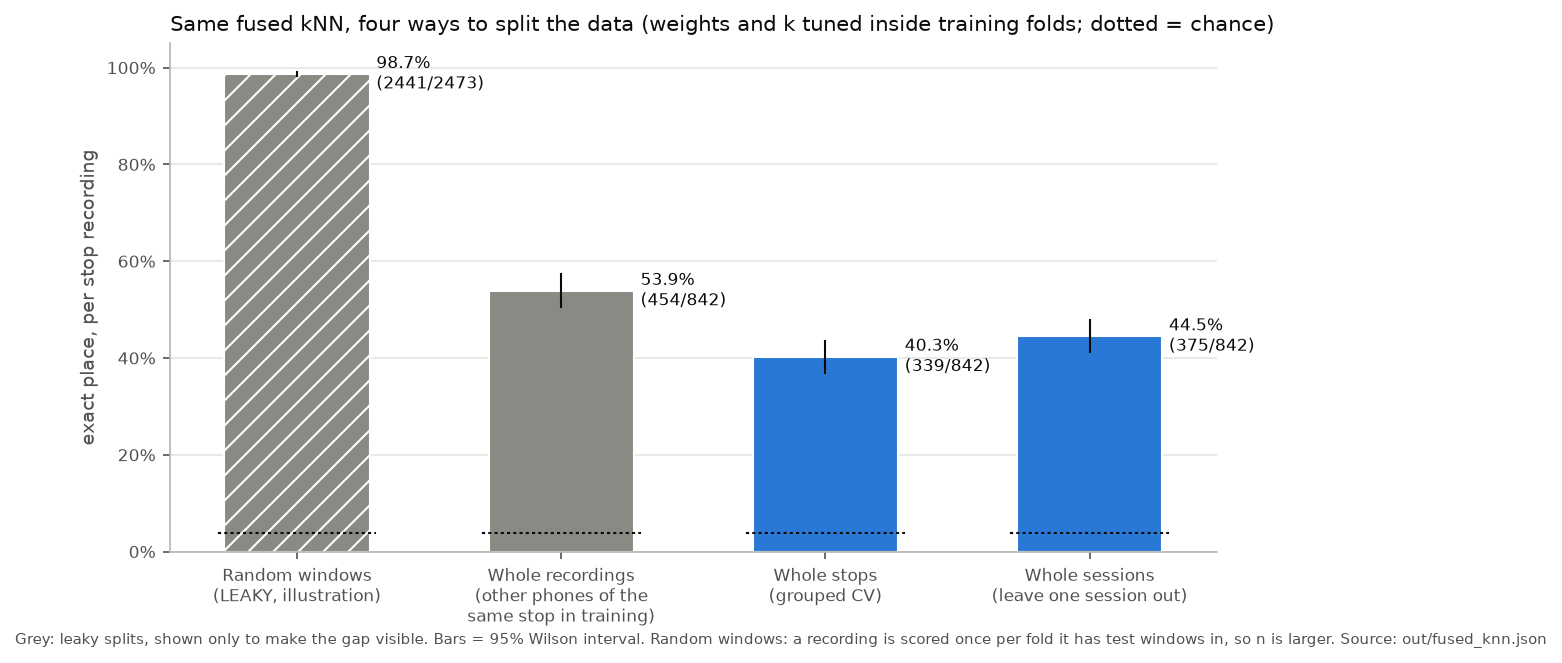 Same fused kNN, four ways to split the data (weights and k tuned inside training folds; dotted = chance)
exact place, per stop recording
100%
80%
60%
40%
20%
0%
98.7%
(2441/2473)
53.9%
(454/842)
40.3%
(339/842)
44.5%
(375/842)
Random windows
(LEAKY, illustration)
Whole recordings
(other phones of the
same stop in training)
Whole stops
(grouped CV)
Whole sessions
(leave one session out)
Grey: leaky splits, shown only to make the gap visible. Bars = 95% Wilson interval. Random windows: a recording is scored once per fold it has test windows in, so n is larger. Source: out/fused_knn.json